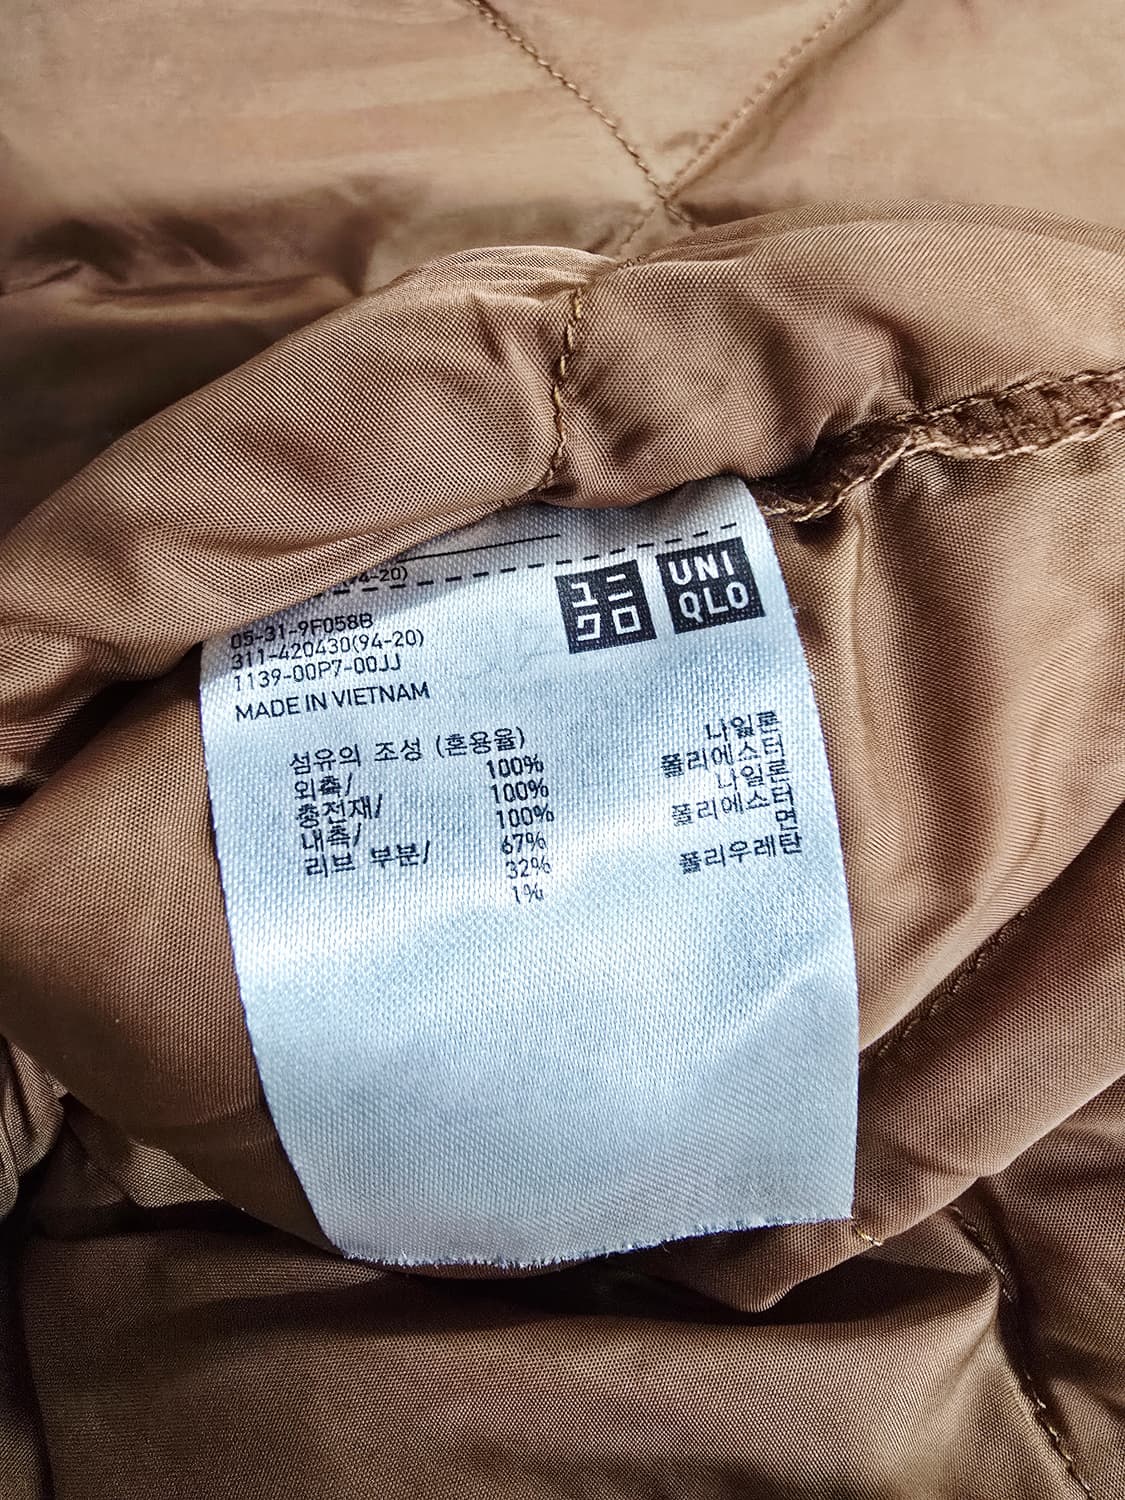 (94-20)
ユニ
クロ
UNI
QLO
05-31-9F058B
311-420430(94-20)
1139-00P7-00JJ
MADE IN VIETNAM
섬유의 조성 (혼용율)
외측/ 100% 나일론
충전재/ 100% 폴리에스터
내측/ 100% 나일론
리브 부분/ 67% 폴리에스터
32% 면
1% 폴리우레탄